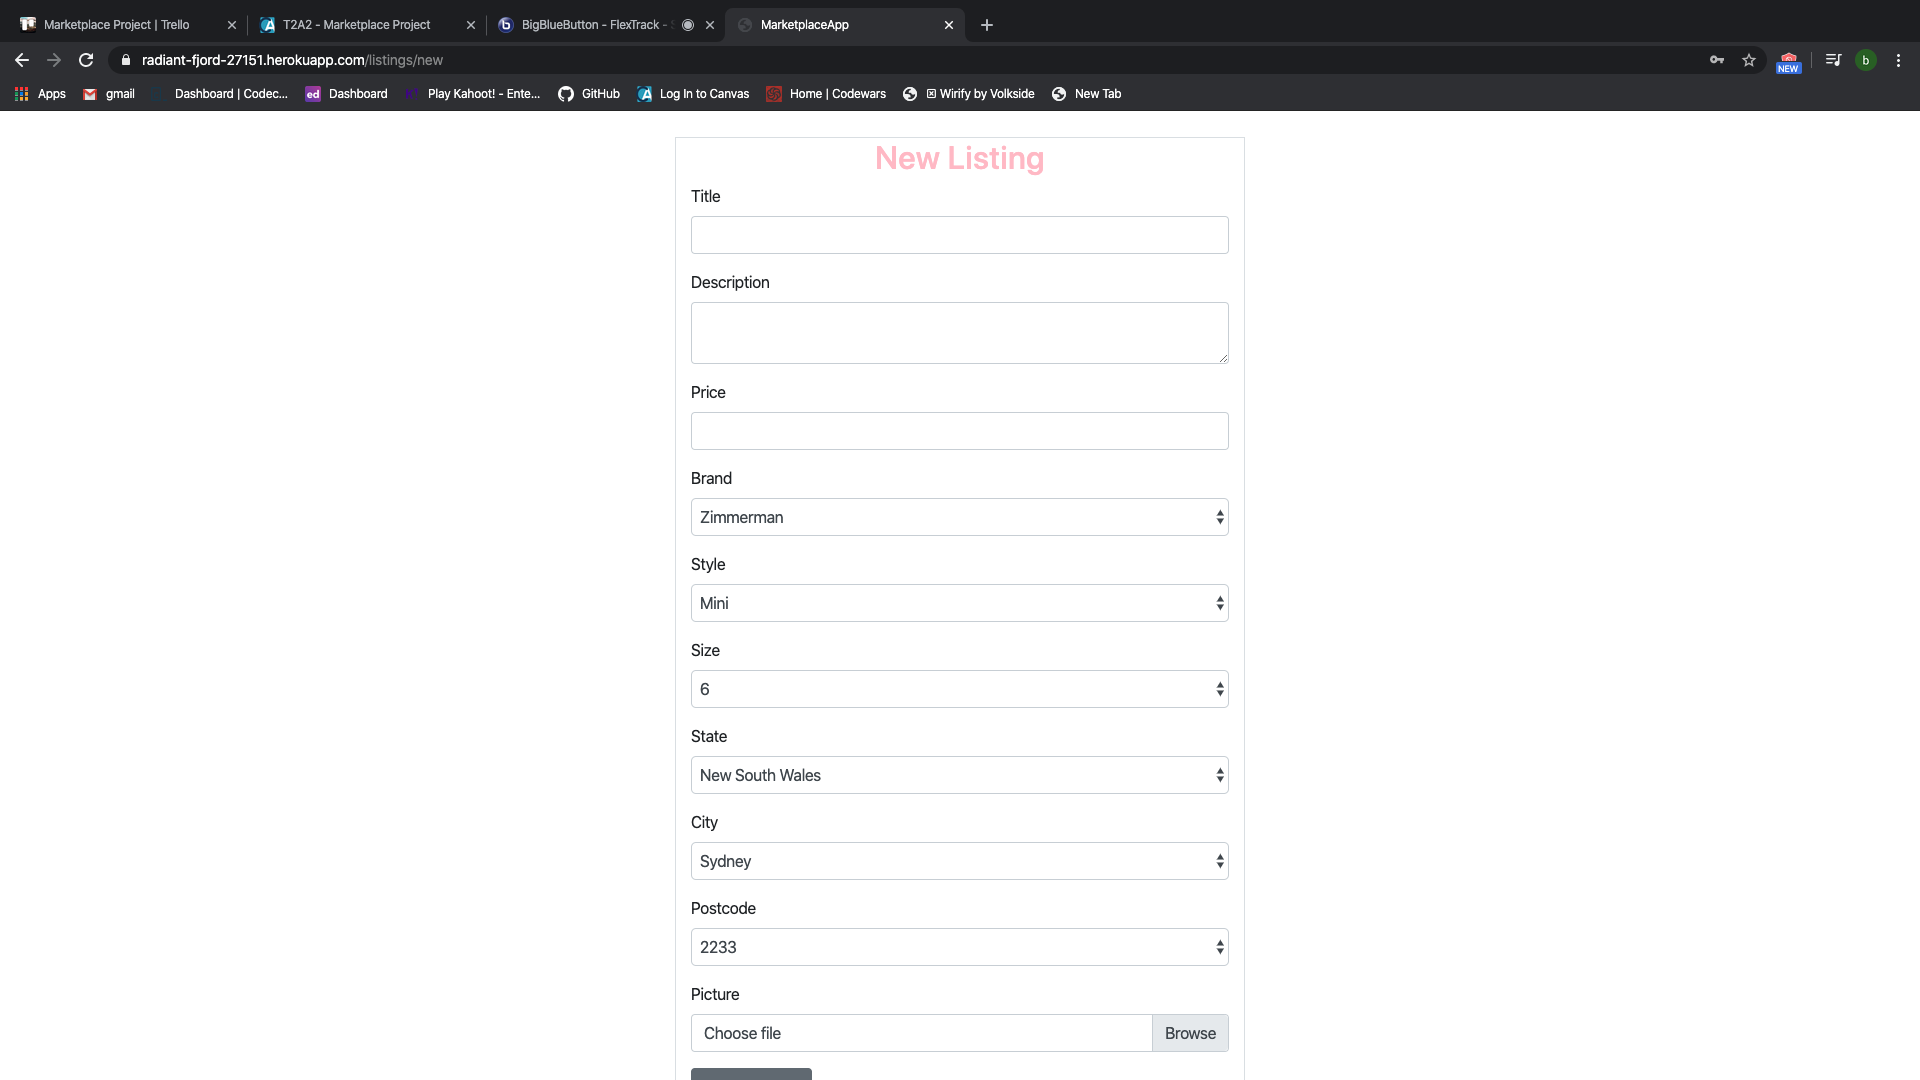 Marketplace Project | Trello
T2A2 - Marketplace Project
BigBlueButton - FlexTrack -
MarketplaceApp
radiant-fjord-27151.herokuapp.com/listings/new
NEW
b
Apps
gmail
Dashboard | Codec...
ed
Dashboard
K!
Play Kahoot! - Ente...
GitHub
Log In to Canvas
Home | Codewars
Wirify by Volkside
New Tab
New Listing
Title
Description
Price
Brand
Zimmerman
Style
Mini
Size
6
State
New South Wales
City
Sydney
Postcode
2233
Picture
Choose file
Browse